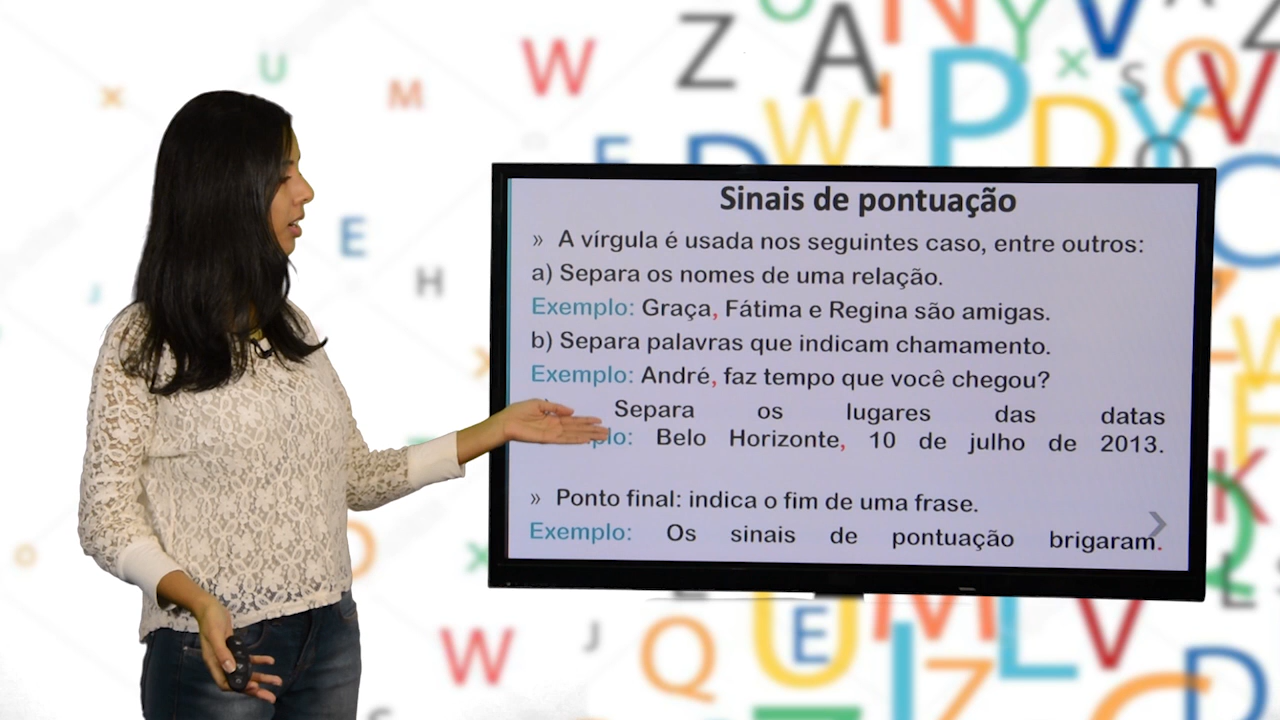 Sinais de pontuação
» A vírgula é usada nos seguintes caso, entre outros:
a) Separa os nomes de uma relação.
Exemplo: Graça, Fátima e Regina são amigas.
b) Separa palavras que indicam chamamento.
Exemplo: André, faz tempo que você chegou?
Separa os lugares das datas
plo: Belo Horizonte, 10 de julho de 2013.
» Ponto final: indica o fim de uma frase.
Exemplo: Os sinais de pontuação brigaram.